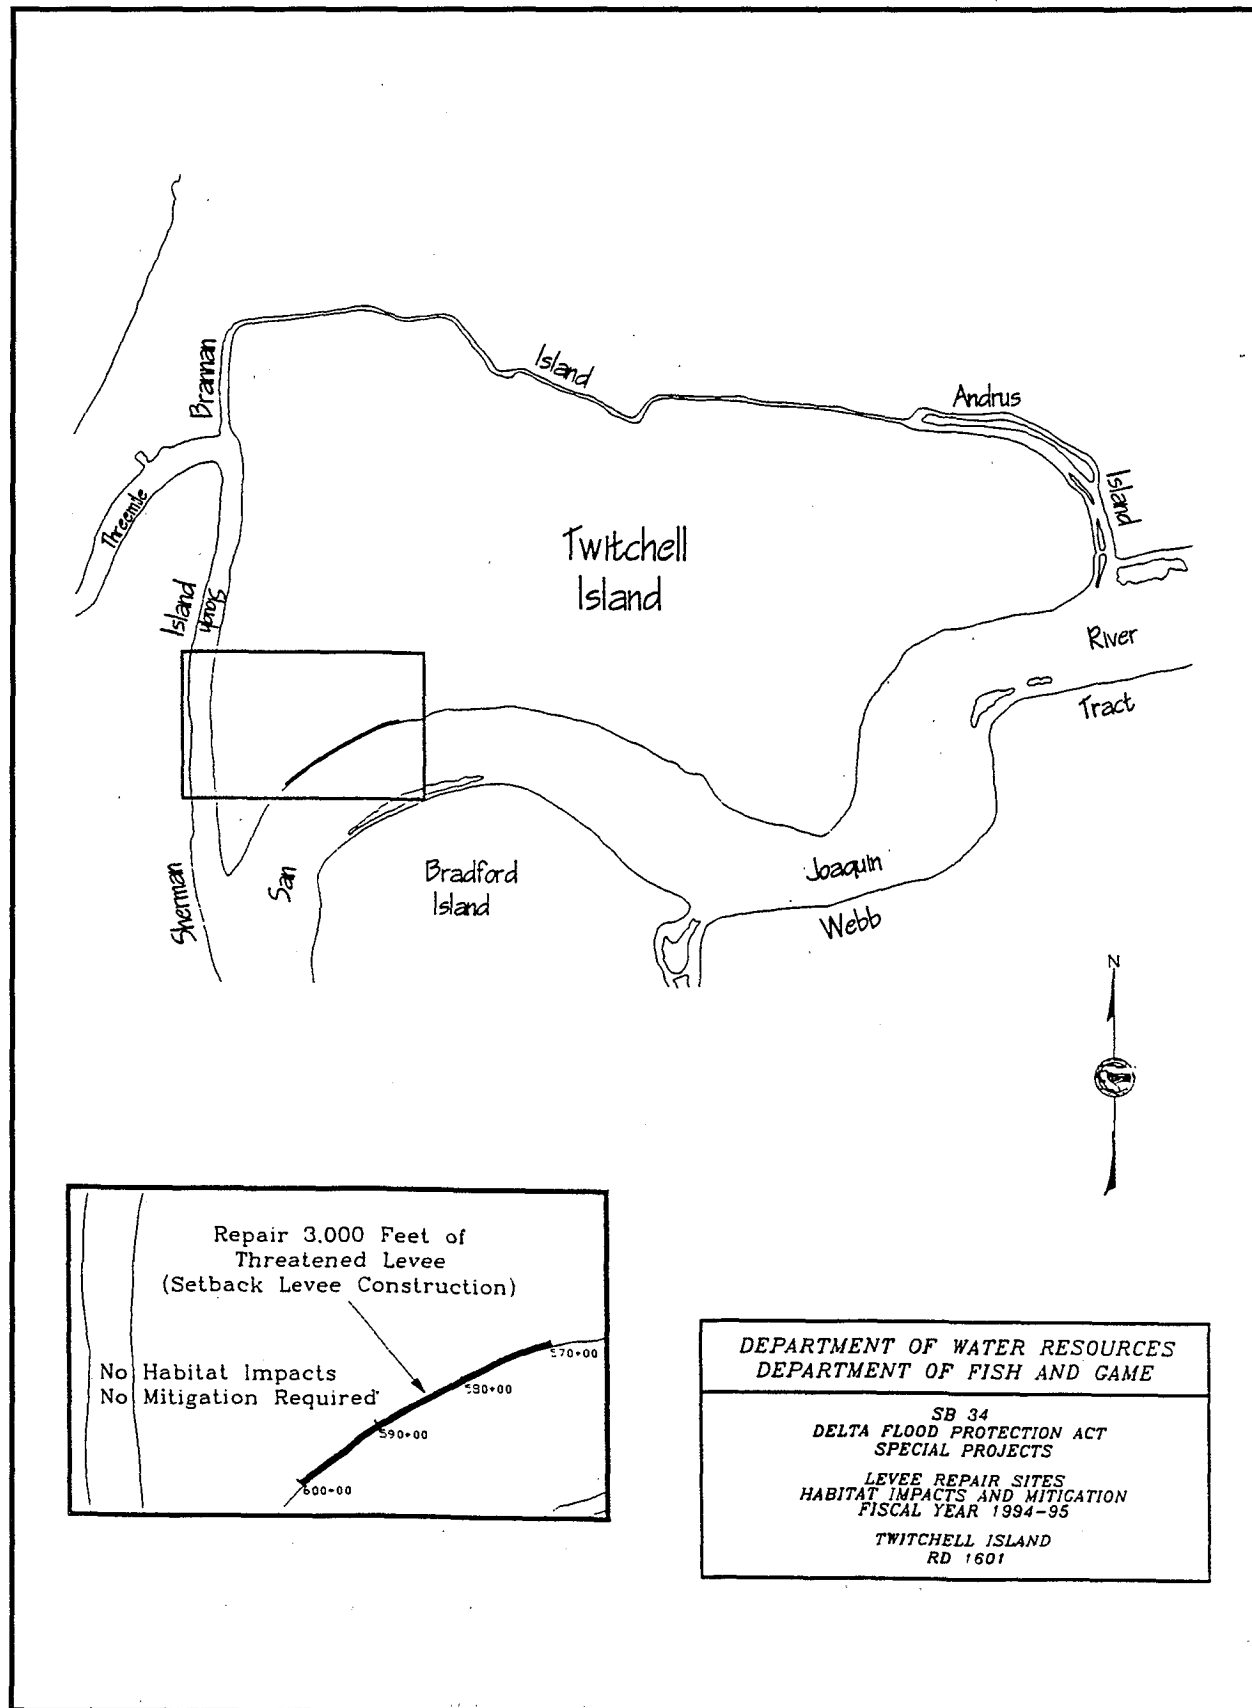 Brannan
Island
Andrus
Island
Threemile
Slough
Twitchell
Island
Island
River
Tract
Sherman
San
Bradford
Island
Joaquin
Webb
N
Repair 3,000 Feet of
Threatened Levee
(Setback Levee Construction)
No Habitat Impacts
No Mitigation Required
570+00
580+00
590+00
600+00
DEPARTMENT OF WATER RESOURCES
DEPARTMENT OF FISH AND GAME
SB 34
DELTA FLOOD PROTECTION ACT
SPECIAL PROJECTS
LEVEE REPAIR SITES
HABITAT IMPACTS AND MITIGATION
FISCAL YEAR 1994-95
TWITCHELL ISLAND
RD 1601